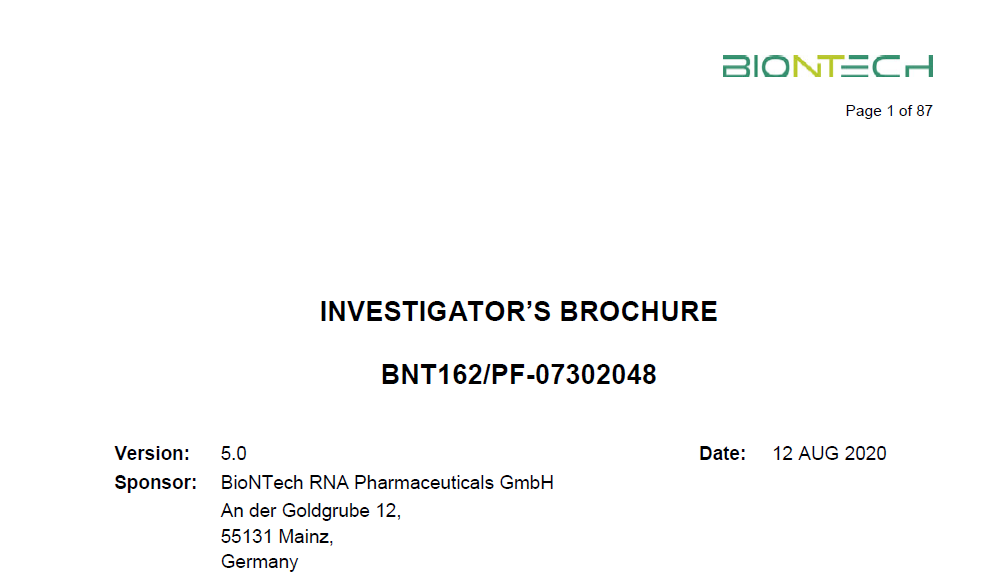 BIONTECH
Page 1 of 87
INVESTIGATOR’S BROCHURE
BNT162/PF-07302048
Version: 5.0 Date: 12 AUG 2020
Sponsor: BioNTech RNA Pharmaceuticals GmbH
An der Goldgrube 12,
55131 Mainz,
Germany